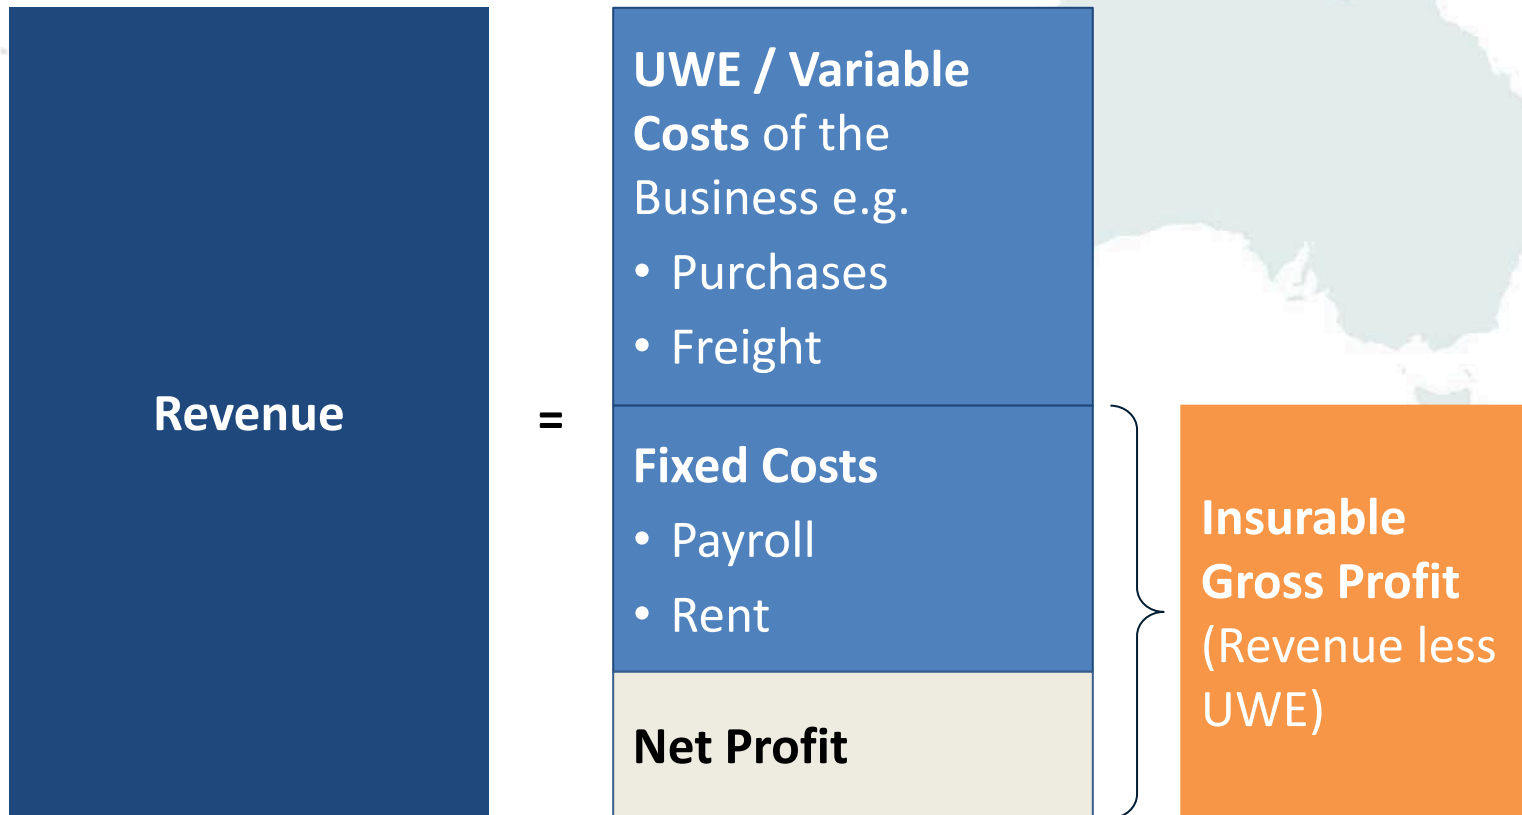 Revenue
=
UWE / Variable
Costs of the
Business e.g.
• Purchases
• Freight
Fixed Costs
• Payroll
• Rent
Net Profit
Insurable
Gross Profit
(Revenue less
UWE)